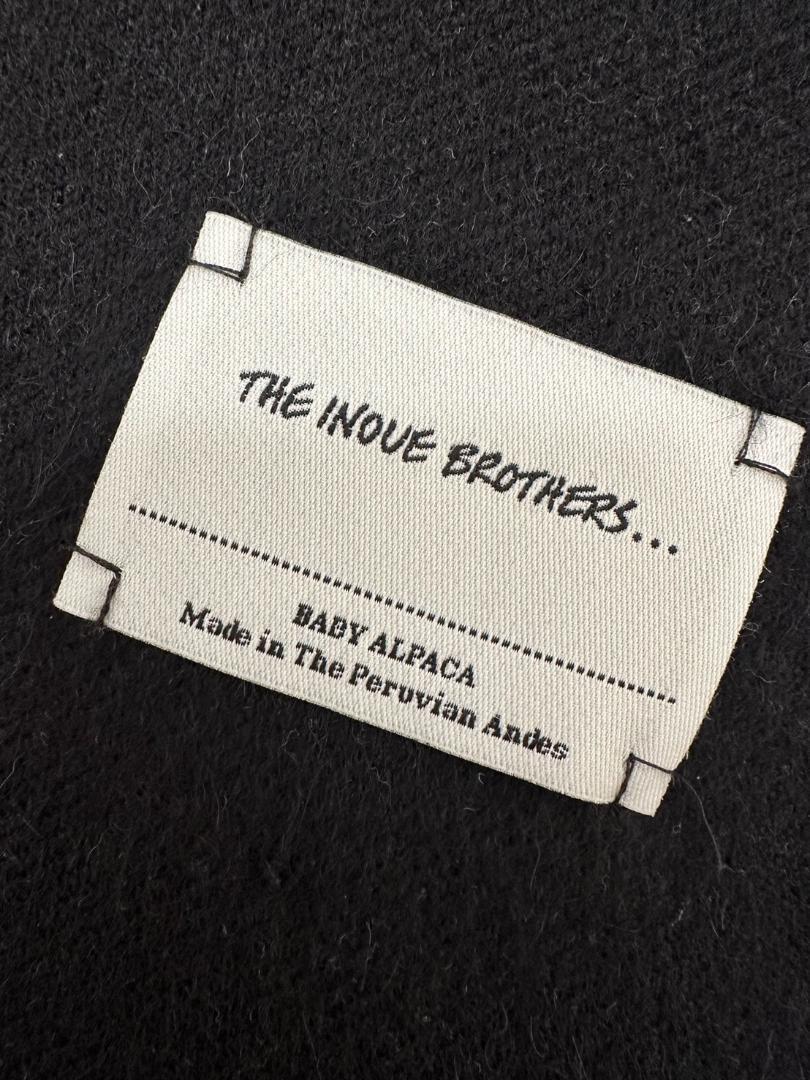 THE INOUE BROTHERS...
BABY ALPACA
Made in The Peruvian Andes